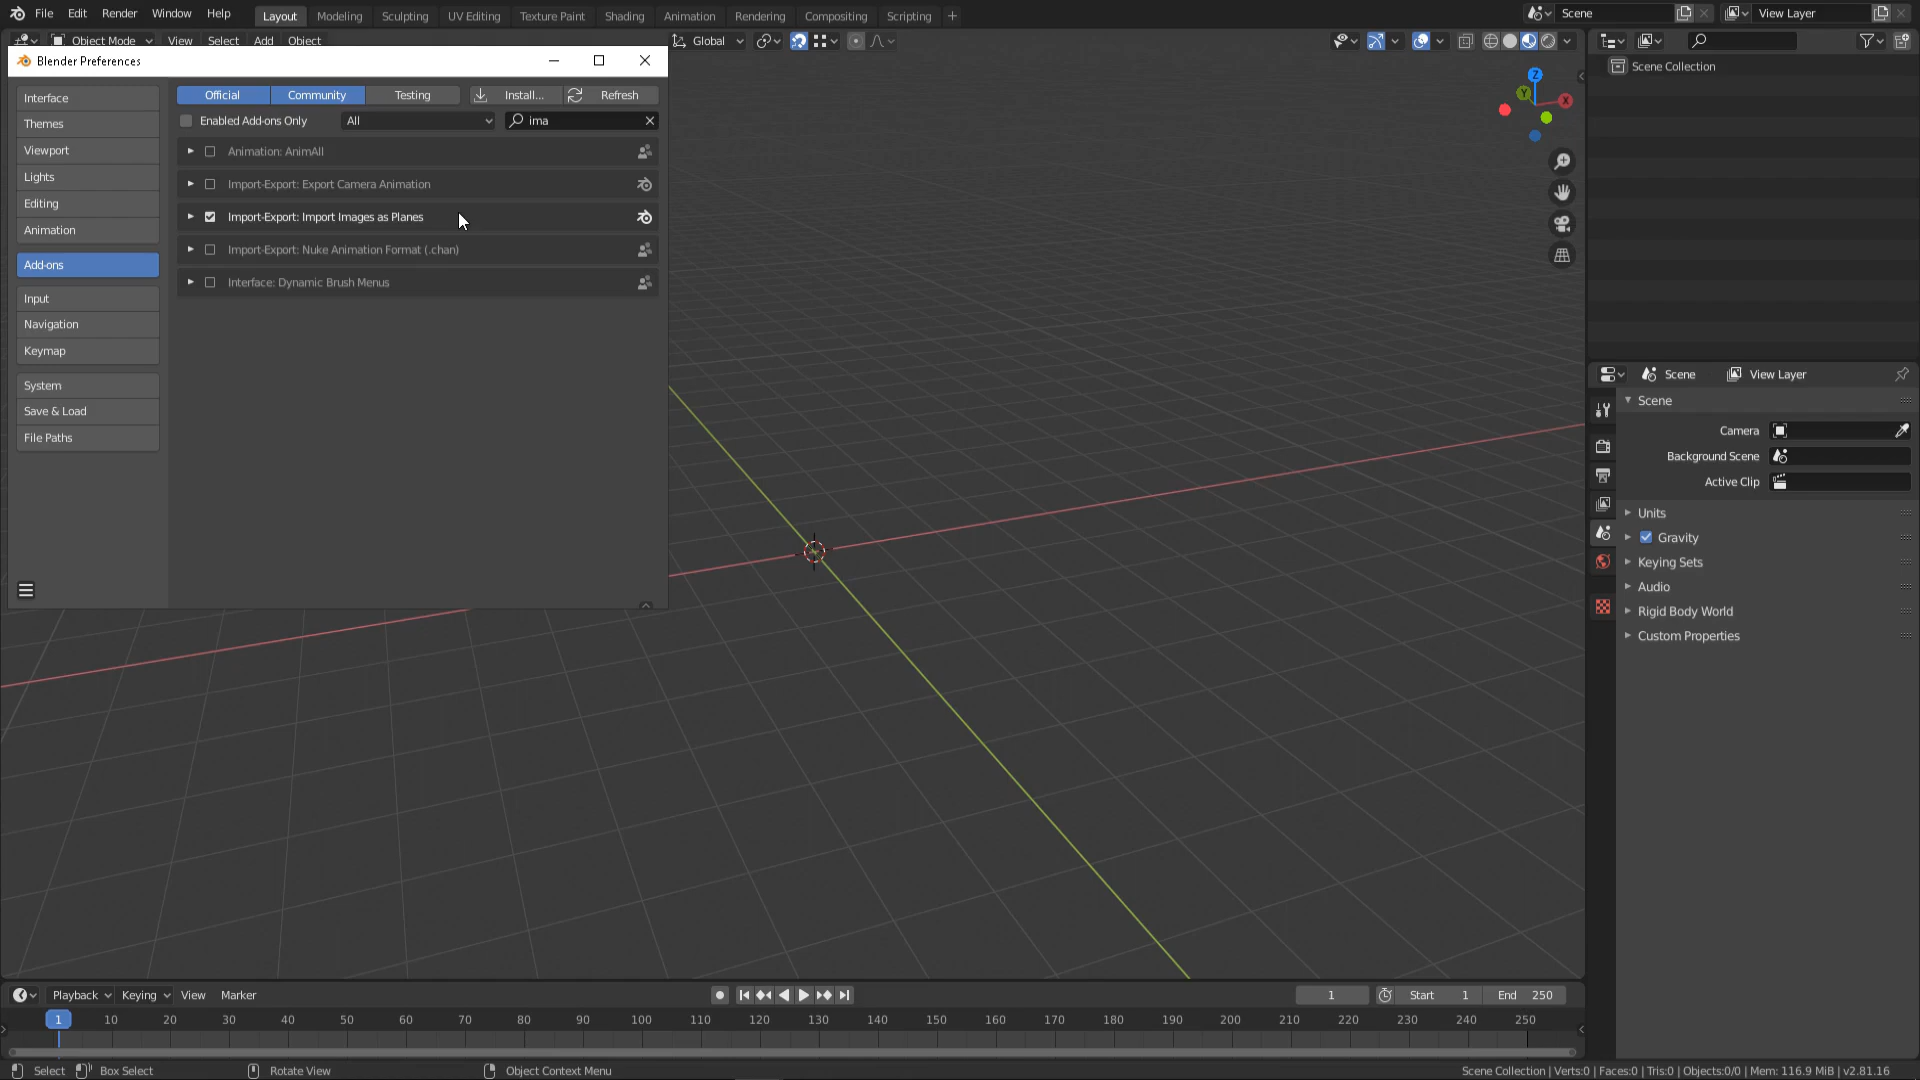 File Edit Render Window Help Layout Modeling Sculpting UV Editing Texture Paint Shading Animation Rendering Compositing Scripting + Scene View Layer
Object Mode View Select Add Object Global
Blender Preferences
Scene Collection
Interface
Themes
Viewport
Lights
Editing
Animation
Add-ons
Input
Navigation
Keymap
System
Save & Load
File Paths
Official Community Testing Install... Refresh
Enabled Add-ons Only All ima
Animation: AnimAll
Import-Export: Export Camera Animation
Import-Export: Import Images as Planes
Import-Export: Nuke Animation Format (.chan)
Interface: Dynamic Brush Menus
Z
Y
X
Scene View Layer
Scene
Camera
Background Scene
Active Clip
Units
Gravity
Keying Sets
Audio
Rigid Body World
Custom Properties
Playback Keying View Marker 1 Start 1 End 250
1 10 20 30 40 50 60 70 80 90 100 110 120 130 140 150 160 170 180 190 200 210 220 230 240 250
Select Box Select Rotate View Object Context Menu Scene Collection | Verts:0 | Faces:0 | Tris:0 | Objects:0/0 | Mem: 116.9 MiB | v2.81.16